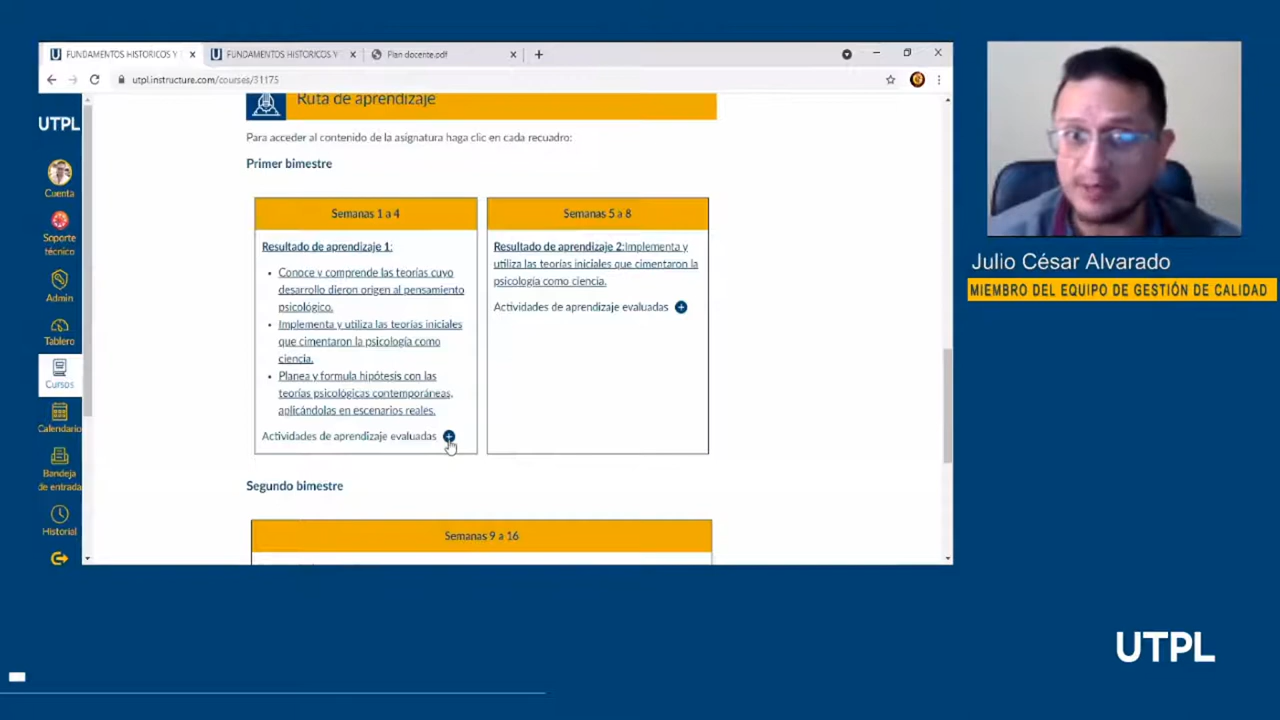 FUNDAMENTOS HISTORICOS Y
FUNDAMENTOS HISTORICOS Y
Plan docente.pdf
utpl.instructure.com/courses/31175
UTPL
Cuenta
Soporte
técnico
Admin
Tablero
Cursos
Calendario
Bandeja
de entrada
Historial
Ruta de aprendizaje
Para acceder al contenido de la asignatura haga clic en cada recuadro:
Primer bimestre
Semanas 1 a 4
Resultado de aprendizaje 1:
Conoce y comprende las teorías cuyo
desarrollo dieron origen al pensamiento
psicológico.
Implementa y utiliza las teorías iniciales
que cimentaron la psicología como
ciencia.
Planea y formula hipótesis con las
teorías psicológicas contemporáneas,
aplicándolas en escenarios reales.
Actividades de aprendizaje evaluadas
Semanas 5 a 8
Resultado de aprendizaje 2:Implementa y
utiliza las teorías iniciales que cimentaron la
psicología como ciencia.
Actividades de aprendizaje evaluadas
Segundo bimestre
Semanas 9 a 16
Julio César Alvarado
MIEMBRO DEL EQUIPO DE GESTIÓN DE CALIDAD
UTPL